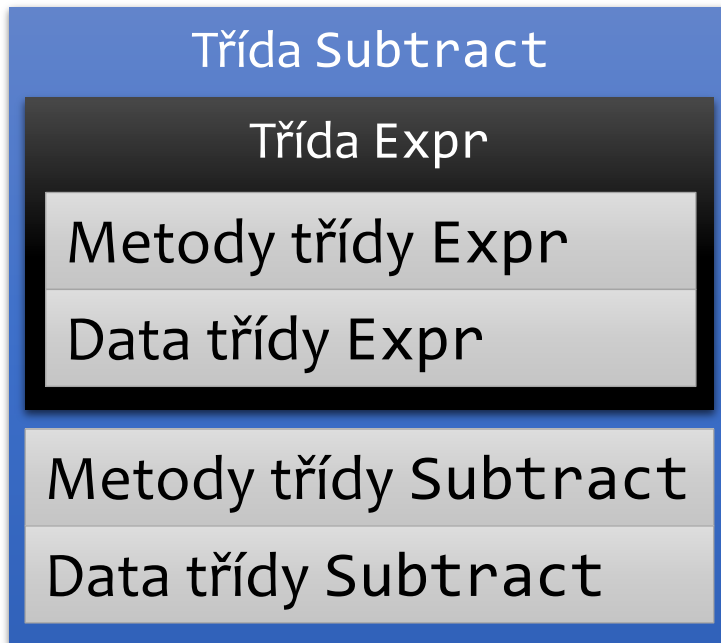 Třída Subtract
Třída Expr
Metody třídy Expr
Data třídy Expr
Metody třídy Subtract
Data třídy Subtract